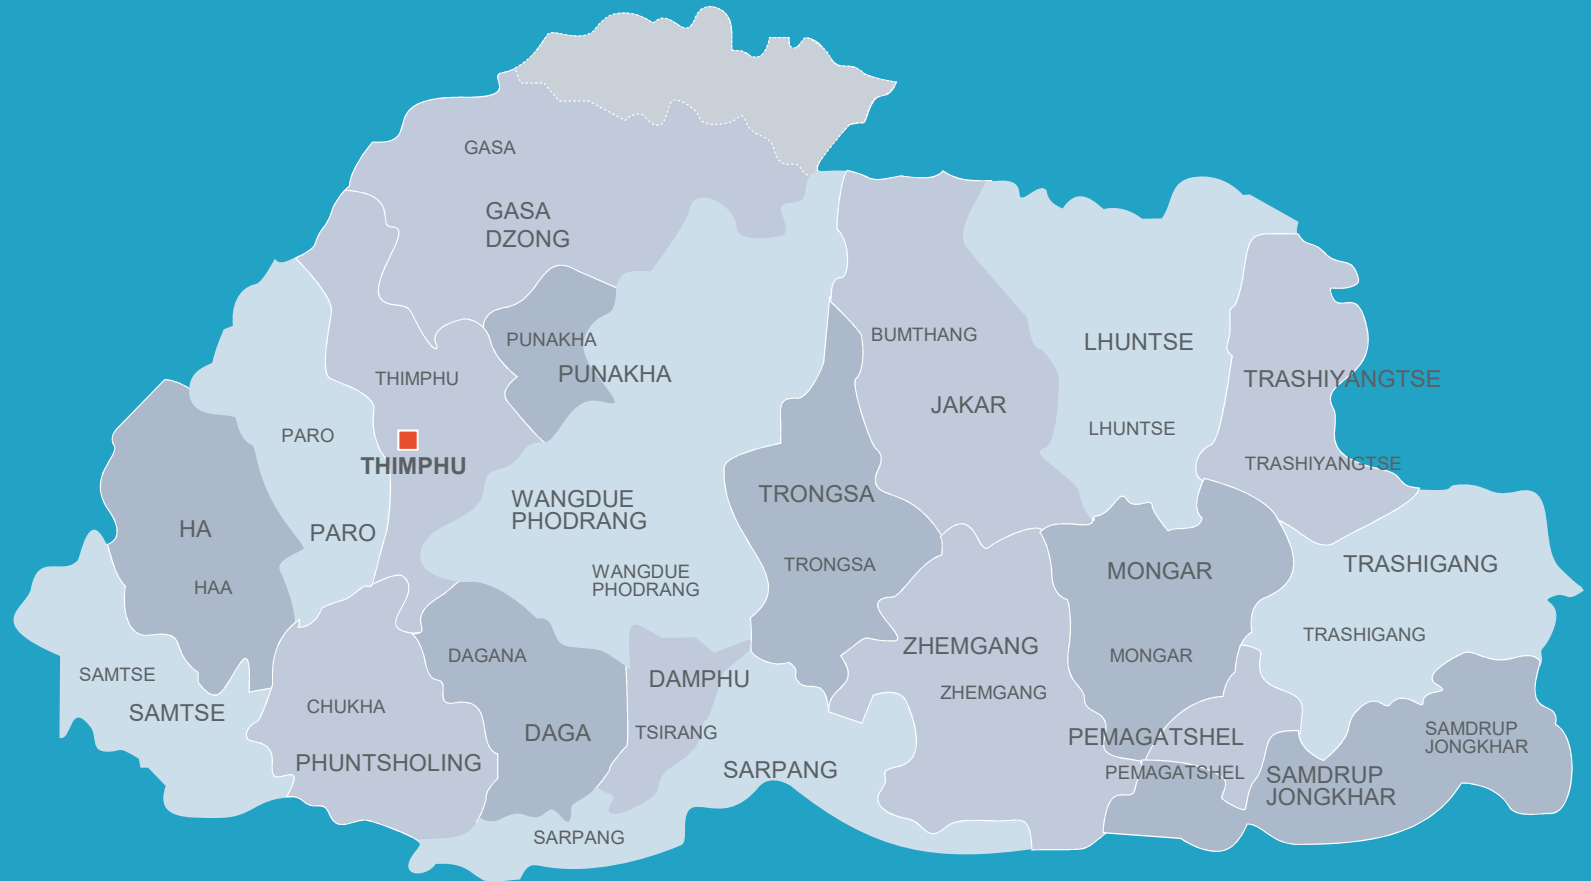 GASA
GASA
DZONG
PUNAKHA
PUNAKHA
BUMTHANG
LHUNTSE
THIMPHU
TRASHIYANGTSE
JAKAR
LHUNTSE
PARO
THIMPHU
TRASHIYANGTSE
WANGDUE
PHODRANG
TRONGSA
HA
PARO
TRASHIGANG
TRONGSA
MONGAR
WANGDUE
PHODRANG
HAA
TRASHIGANG
ZHEMGANG
DAGANA
MONGAR
SAMTSE
DAMPHU
ZHEMGANG
CHUKHA
SAMTSE
DAGA
TSIRANG
PEMAGATSHEL
SAMDRUP
JONGKHAR
PHUNTSHOLING
SARPANG
PEMAGATSHEL
SAMDRUP
JONGKHAR
SARPANG